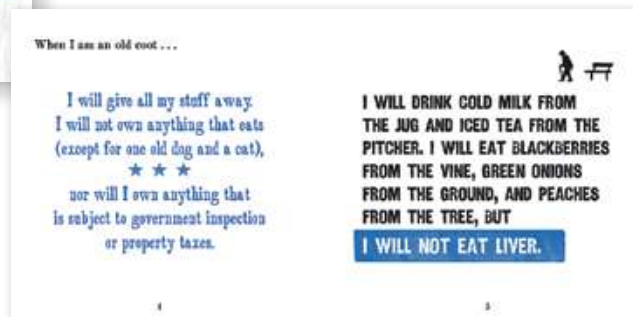 When I am an old coot . . .
I will give all my stuff away.
I will not own anything that eats
(except for one old dog and a cat),
★ ★ ★
nor will I own anything that
is subject to government inspection
or property taxes.
4
I WILL DRINK COLD MILK FROM
THE JUG AND ICED TEA FROM THE
PITCHER. I WILL EAT BLACKBERRIES
FROM THE VINE, GREEN ONIONS
FROM THE GROUND, AND PEACHES
FROM THE TREE, BUT
I WILL NOT EAT LIVER.
5